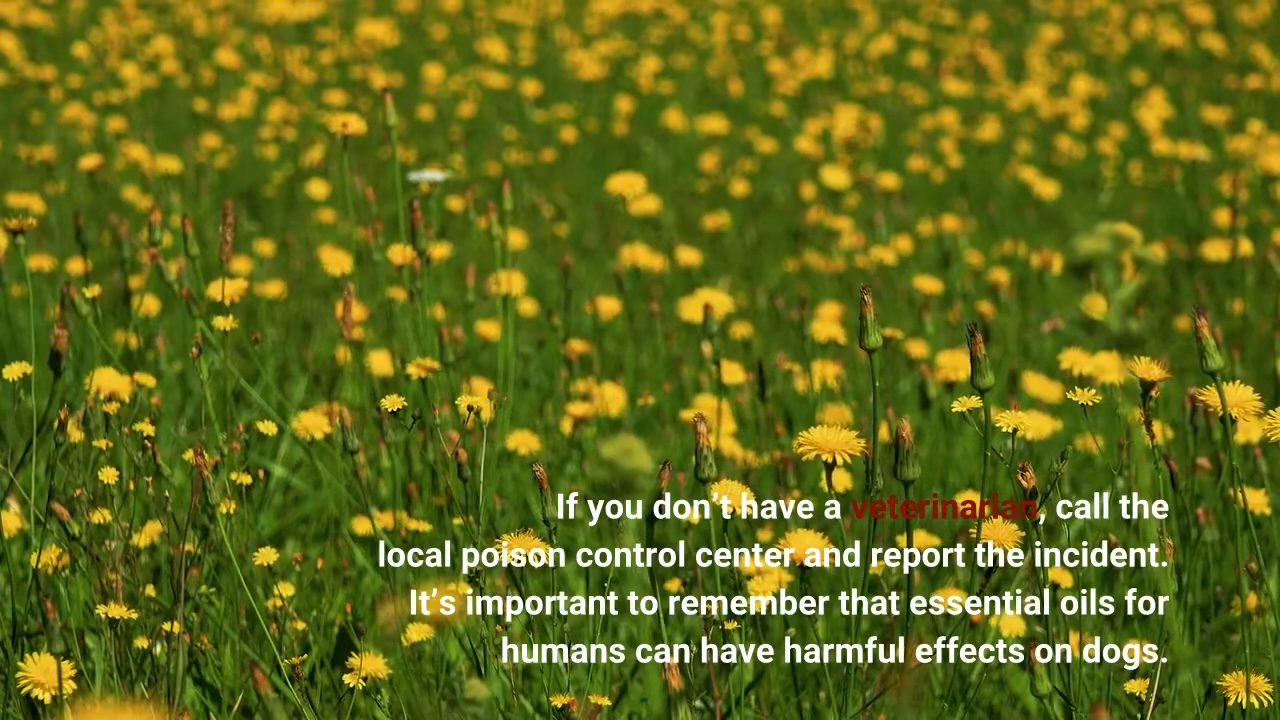 If you don’t have a veterinarian, call the
local poison control center and report the incident.
It’s important to remember that essential oils for
humans can have harmful effects on dogs.